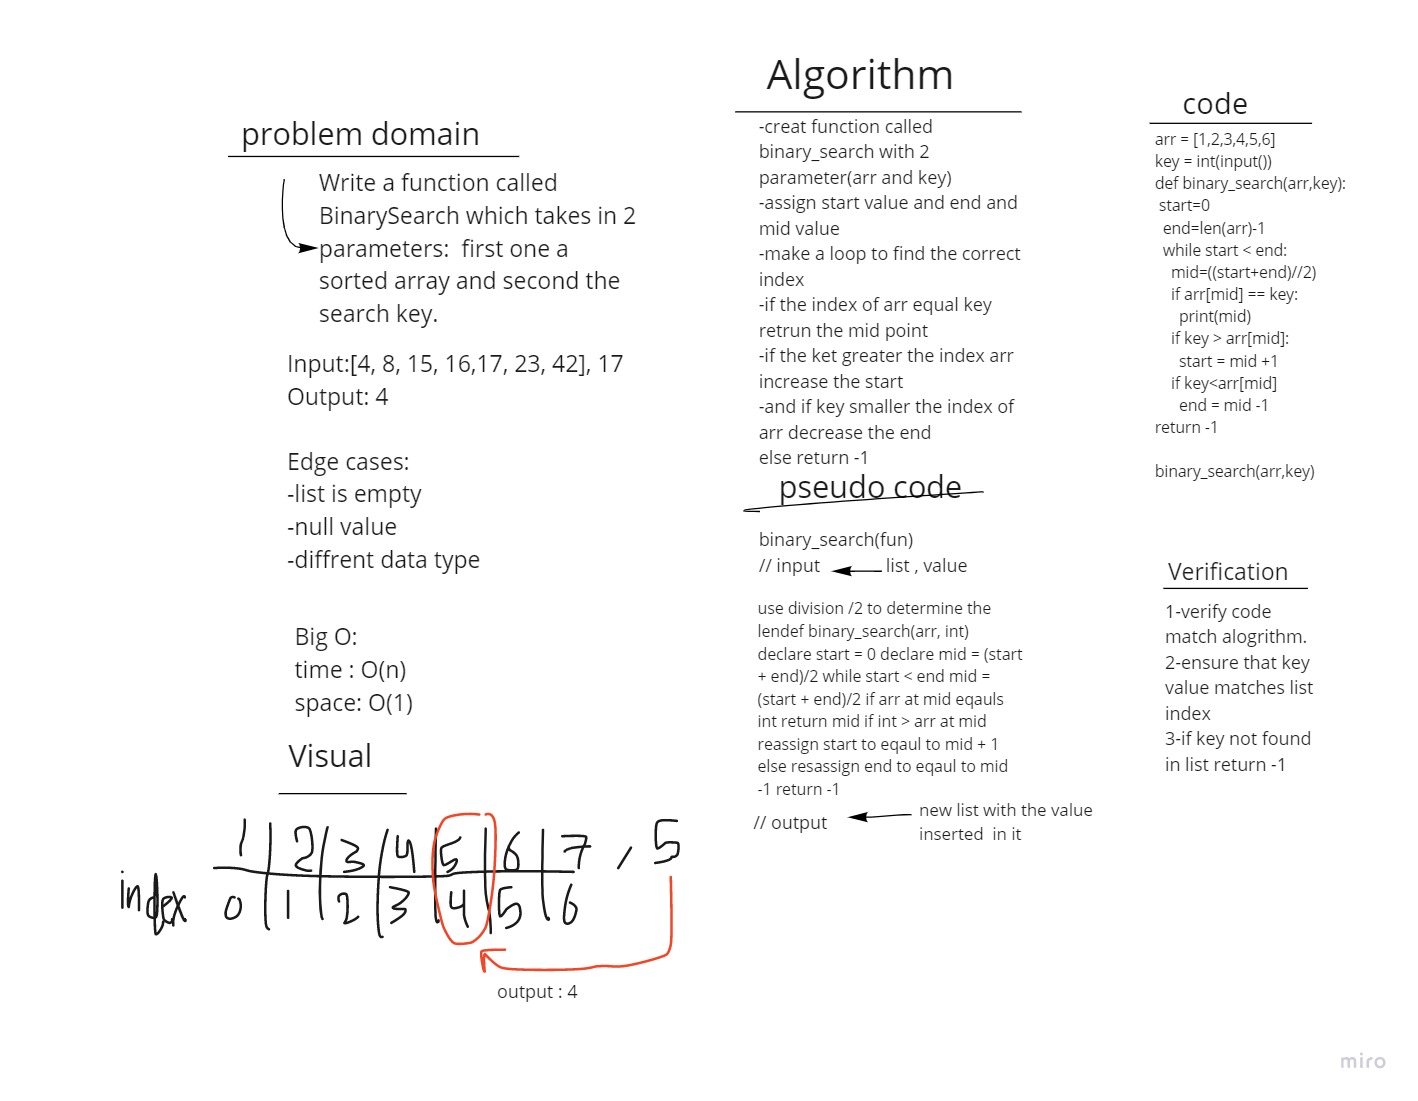 problem domain
Write a function called
BinarySearch which takes in 2
parameters:  first one a
sorted array and second the
search key.
Input:[4, 8, 15, 16,17, 23, 42], 17
Output: 4
Edge cases:
-list is empty
-null value
-diffrent data type
Big O:
time : O(n)
space: O(1)
Visual
1 2 3 4 5 6 7 , 5
index 0 1 2 3 4 5 6
output : 4
Algorithm
-creat function called
binary_search with 2
parameter(arr and key)
-assign start value and end and
mid value
-make a loop to find the correct
index
-if the index of arr equal key
retrun the mid point
-if the ket greater the index arr
increase the start
-and if key smaller the index of
arr decrease the end
else return -1
pseudo code
binary_search(fun)
// input list , value
use division /2 to determine the
lendef binary_search(arr, int)
declare start = 0 declare mid = (start
+ end)/2 while start < end mid =
(start + end)/2 if arr at mid eqauls
int return mid if int > arr at mid
reassign start to eqaul to mid + 1
else resassign end to eqaul to mid
-1 return -1
// output new list with the value
inserted  in it
code
arr = [1,2,3,4,5,6]
key = int(input())
def binary_search(arr,key):
start=0
end=len(arr)-1
while start < end:
mid=((start+end)//2)
if arr[mid] == key:
print(mid)
if key > arr[mid]:
start = mid +1
if key<arr[mid]
end = mid -1
return -1
binary_search(arr,key)
Verification
1-verify code
match alogrithm.
2-ensure that key
value matches list
index
3-if key not found
in list return -1
miro